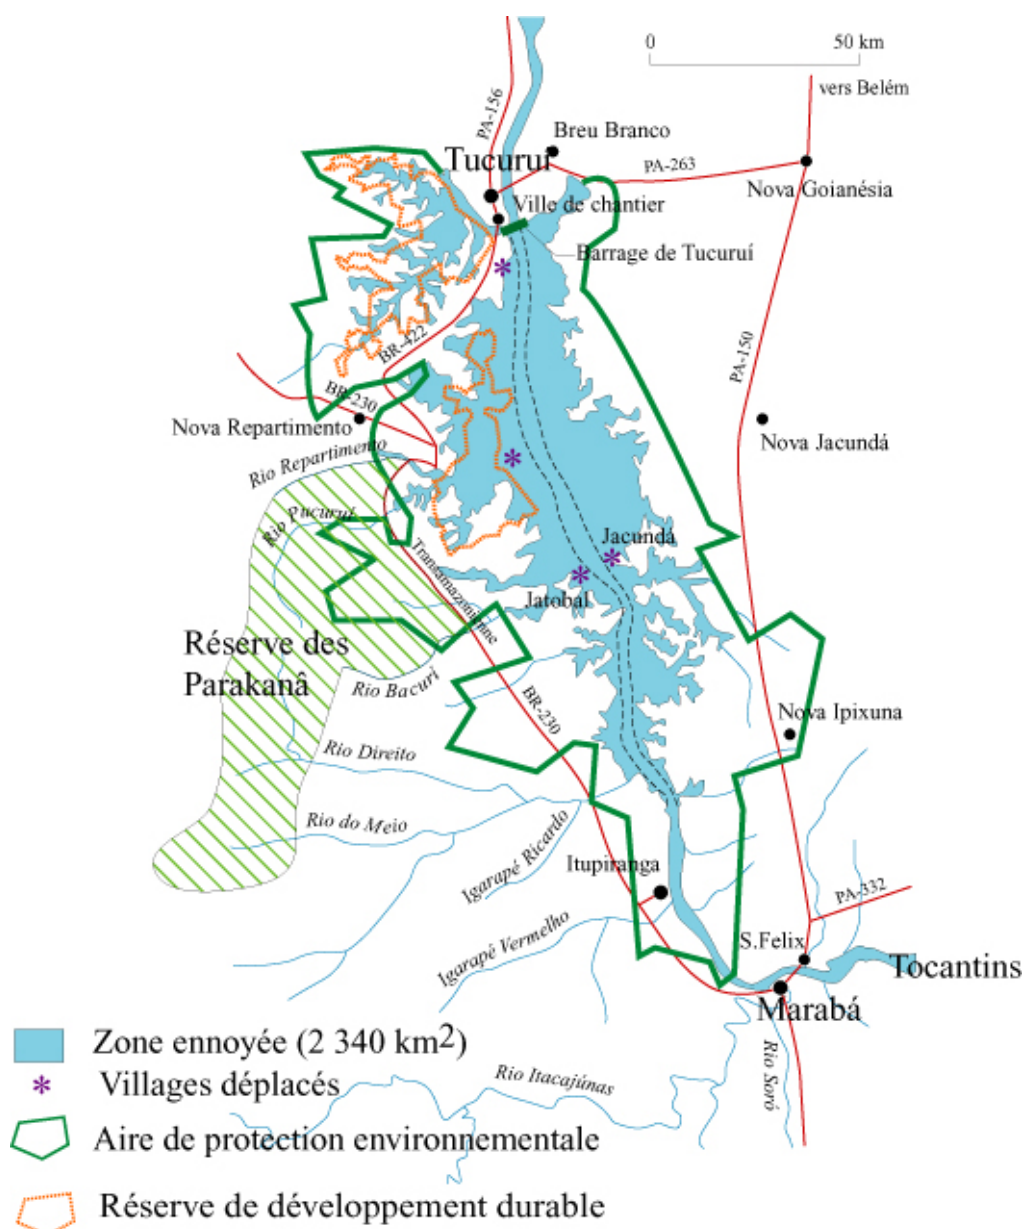 0 50 km
vers Belém
PA-156
Breu Branco
Tucuruí
PA-263
Nova Goianésia
Ville de chantier
Barrage de Tucuruí
BR-422
PA-150
BR-230
Nova Repartimento
Nova Jacundá
Rio Repartimento
Rio Pucuruí
Jacundá
Transamazonienne
Jatobal
Réserve des
Parakanâ
Rio Bacuri
BR-230
Nova Ipixuna
Rio Direito
Rio do Meio
Igarapé Ricardo
Itupiranga
PA-332
Igarapê Vermelho
S.Felix
Tocantins
Marabá
Zone ennoyée (2 340 km2)
Rio Soró
Rio Itacajúnas
Villages déplacés
Aire de protection environnementale
Réserve de développement durable